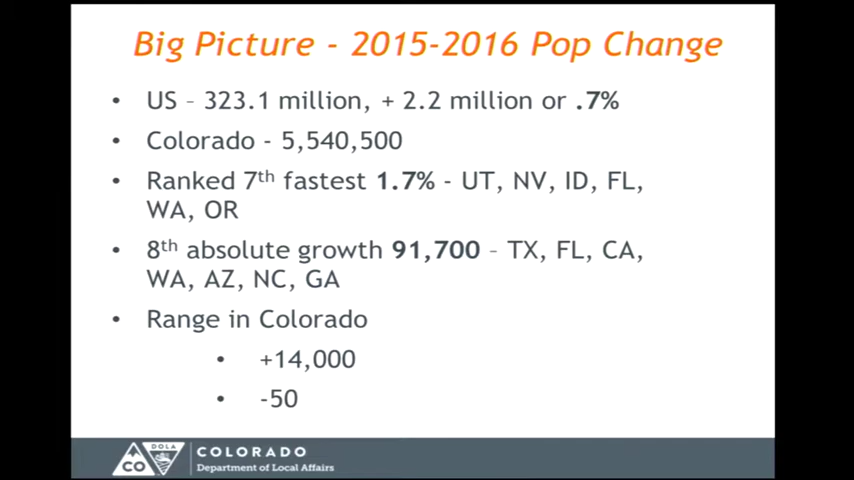 Big Picture - 2015-2016 Pop Change
• US – 323.1 million, + 2.2 million or .7%
• Colorado - 5,540,500
• Ranked 7th fastest 1.7% - UT, NV, ID, FL,
WA, OR
• 8th absolute growth 91,700 – TX, FL, CA,
WA, AZ, NC, GA
• Range in Colorado
• +14,000
• -50
CO
DOLA
COLORADO
Department of Local Affairs